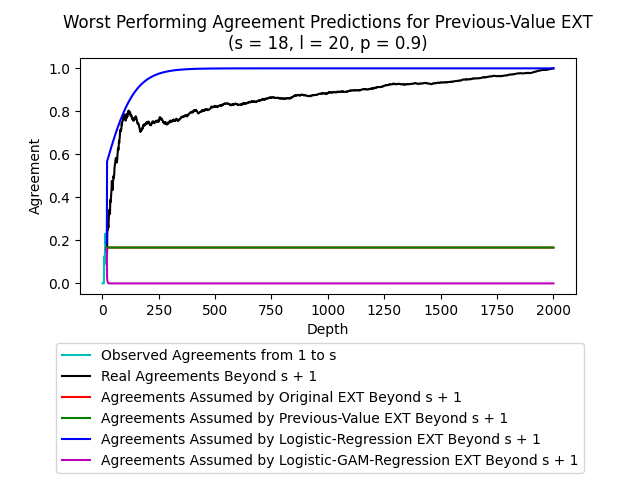 Worst Performing Agreement Predictions for Previous-Value EXT
(s = 18, l = 20, p = 0.9)
1.0
0.8
0.6
0.4
0.2
0.0
Agreement
0 250 500 750 1000 1250 1500 1750 2000
Depth
Observed Agreements from 1 to s
Real Agreements Beyond s + 1
Agreements Assumed by Original EXT Beyond s + 1
Agreements Assumed by Previous-Value EXT Beyond s + 1
Agreements Assumed by Logistic-Regression EXT Beyond s + 1
Agreements Assumed by Logistic-GAM-Regression EXT Beyond s + 1